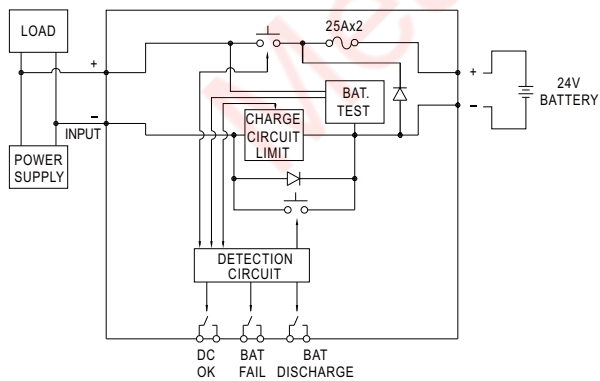 LOAD
25Ax2
+
+
24V
BATTERY
BAT.
TEST
−
−
INPUT
CHARGE
CIRCUIT
LIMIT
POWER
SUPPLY
DETECTION
CIRCUIT
DC
OK
BAT
FAIL
BAT
DISCHARGE